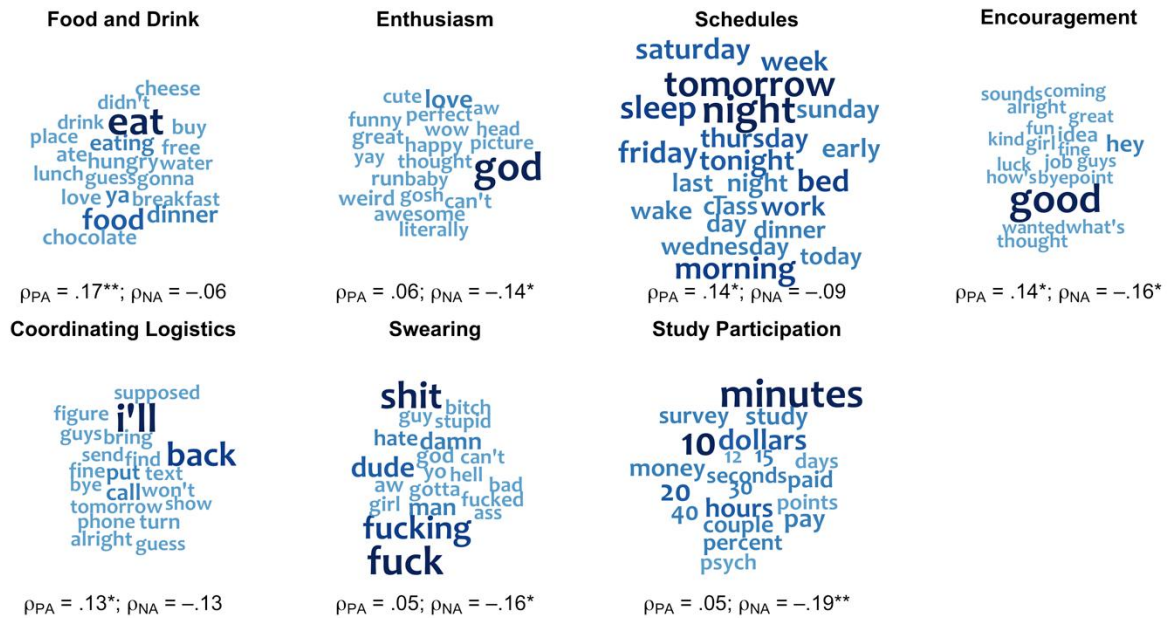 Food and Drink
cheese
didn't
drink eat buy
place eating free
ate hungry water
lunch guess gonna
love ya breakfast
food dinner
chocolate
ρPA = .17**; ρNA = –.06
Enthusiasm
cute love aw
funny perfect
great wow head
yay happy picture
thought god
run baby
weird gosh can't
awesome
literally
ρPA = .06; ρNA = –.14*
Schedules
saturday week
tomorrow
sleep night sunday
thursday
friday tonight early
last_night bed
wake class work
day dinner
wednesday today
morning
ρPA = .14*; ρNA = –.09
Encouragement
sounds coming
alright great
fun idea
kind girl fine hey
luck job guys
how's bye point
good
wanted what's
thought
ρPA = .14*; ρNA = –.16*
Coordinating Logistics
supposed
figure i'll
guys bring
send find back
fine put text
bye call won't
tomorrow show
phone turn
alright guess
ρPA = .13*; ρNA = –.13
Swearing
shit bitch
guy stupid
hate damn
god can't
dude yo hell
aw gotta bad
girl man fucked
ass
fucking
fuck
ρPA = .05; ρNA = –.16*
Study Participation
minutes
survey study
10 dollars
12 15 days
money seconds paid
20 30 points
40 hours pay
couple
percent
psych
ρPA = .05; ρNA = –.19**